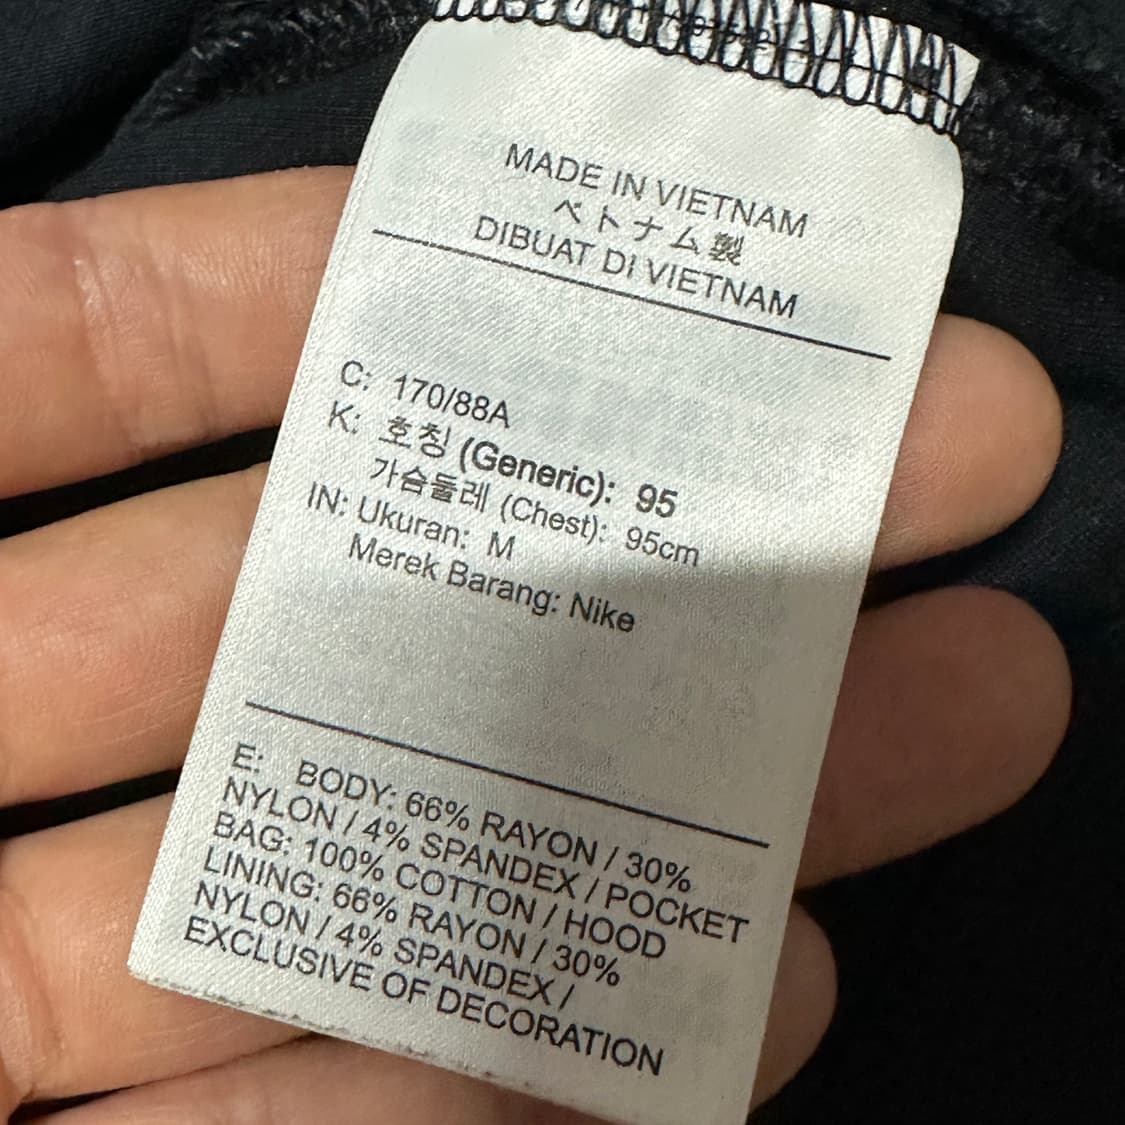 MADE IN VIETNAM
ベトナム製
DIBUAT DI VIETNAM
C: 170/88A
K: 호칭 (Generic): 95
가슴둘레 (Chest): 95cm
IN: Ukuran: M
Merek Barang: Nike
E: BODY: 66% RAYON / 30%
NYLON / 4% SPANDEX / POCKET
BAG: 100% COTTON / HOOD
LINING: 66% RAYON / 30%
NYLON / 4% SPANDEX /
EXCLUSIVE OF DECORATION